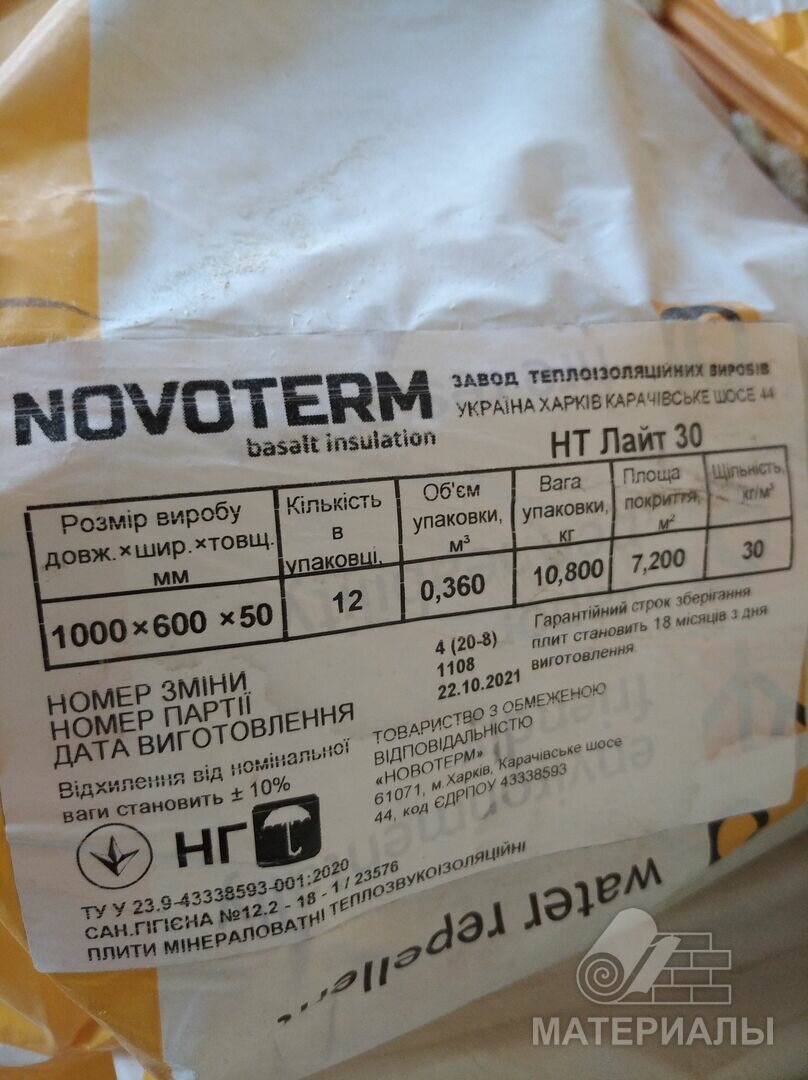 NOVOTERM
basalt insulation
ЗАВОД ТЕПЛОІЗОЛЯЦІЙНИХ ВИРОБІВ
УКРАЇНА ХАРКІВ КАРАЧІВСЬКЕ ШОСЕ 44
НТ Лайт 30
Розмір виробу
довж.×шир.×товщ.
мм
Кількість
в
упаковці,
Об'єм
упаковки,
м³
Вага
упаковки,
кг
Площа
покриття,
м²
Щільність,
кг/м³
1000×600 ×50
12
0,360
10,800
7,200
30
НОМЕР ЗМІНИ
НОМЕР ПАРТІЇ
ДАТА ВИГОТОВЛЕННЯ
4 (20-8)
1108
22.10.2021
Гарантійний строк зберігання
плит становить 18 місяців з дня
виготовлення
Відхилення від номінальної
ваги становить ± 10%
ТОВАРИСТВО З ОБМЕЖЕНОЮ
ВІДПОВІДАЛЬНІСТЮ
«НОВОТЕРМ»
61071, м.Харків, Карачівське шосе
44, код ЄДРПОУ 43338593
НГ
ТУ У 23.9-43338593-001:2020
САН.ГІГІЄНА №12.2 - 18 - 1 / 23576
ПЛИТИ МІНЕРАЛОВАТНІ ТЕПЛОЗВУКОІЗОЛЯЦІЙНІ
water repellent
МАТЕРИАЛЫ